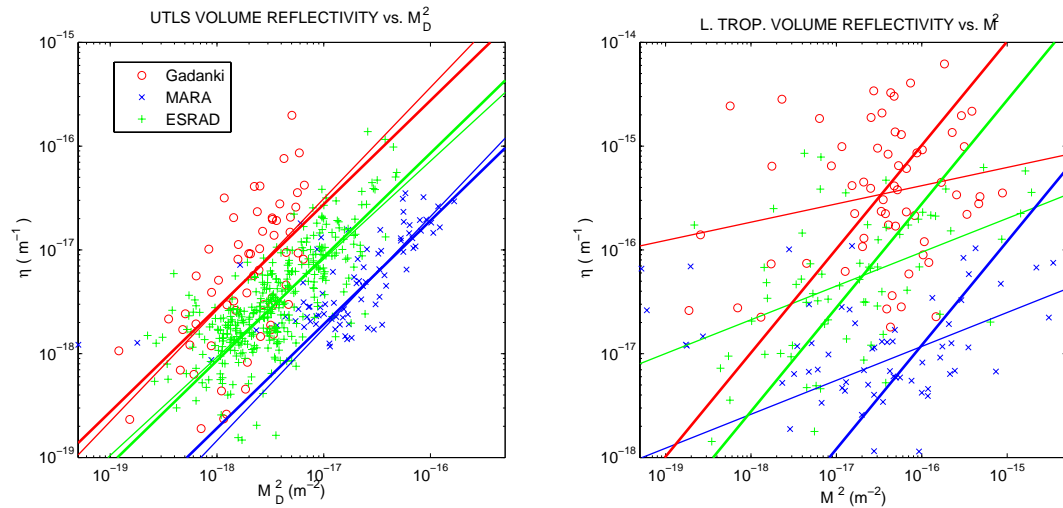 UTLS VOLUME REFLECTIVITY vs. M_D^2
10^−15
10^−16
10^−17
10^−18
10^−19
η (m^−1)
Gadanki
MARA
ESRAD
10^−19 10^−18 10^−17 10^−16
M_D^2 (m^−2)
L. TROP. VOLUME REFLECTIVITY vs. M^2
10^−14
10^−15
10^−16
10^−17
10^−18
η (m^−1)
10^−19 10^−18 10^−17 10^−16 10^−15
M^2 (m^−2)